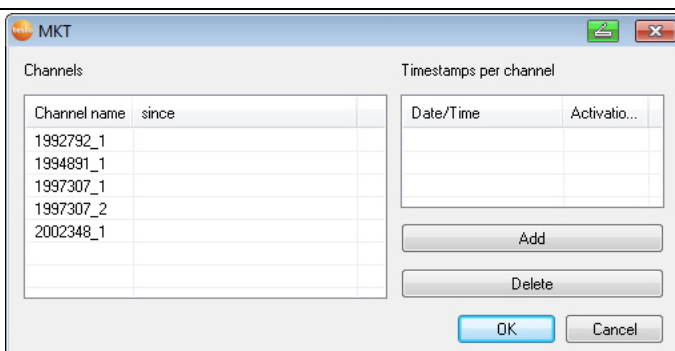 testo MKT
Channels
Channel name since
1992792_1
1994891_1
1997307_1
1997307_2
2002348_1
Timestamps per channel
Date/Time Activatio...
Add
Delete
OK Cancel